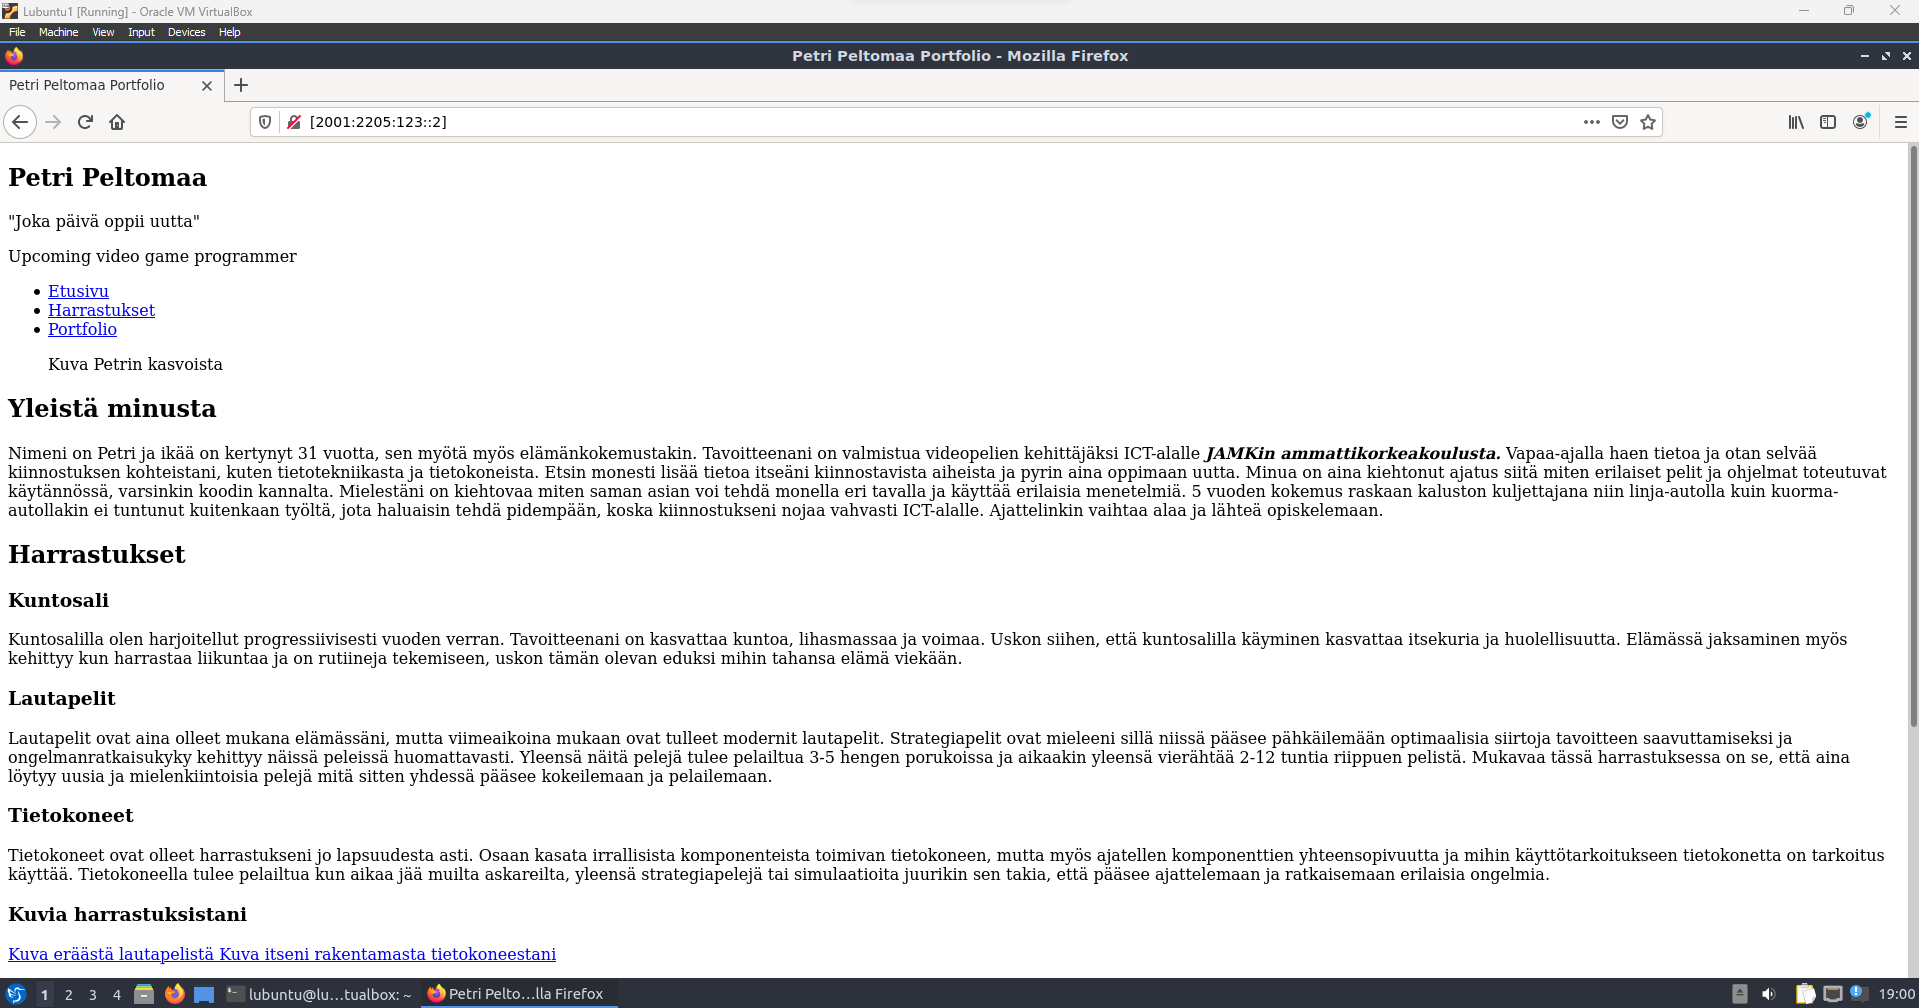 Lubuntu1 [Running] - Oracle VM VirtualBox
File Machine View Input Devices Help
Petri Peltomaa Portfolio - Mozilla Firefox
Petri Peltomaa Portfolio
[2001:2205:123::2]
Petri Peltomaa
"Joka päivä oppii uutta"
Upcoming video game programmer
• Etusivu
• Harrastukset
• Portfolio
Kuva Petrin kasvoista
Yleistä minusta
Nimeni on Petri ja ikää on kertynyt 31 vuotta, sen myötä myös elämänkokemustakin. Tavoitteenani on valmistua videopelien kehittäjäksi ICT-alalle JAMKin ammattikorkeakoulusta. Vapaa-ajalla haen tietoa ja otan selvää
kiinnostuksen kohteistani, kuten tietotekniikasta ja tietokoneista. Etsin monesti lisää tietoa itseäni kiinnostavista aiheista ja pyrin aina oppimaan uutta. Minua on aina kiehtonut ajatus siitä miten erilaiset pelit ja ohjelmat toteutuvat
käytännössä, varsinkin koodin kannalta. Mielestäni on kiehtovaa miten saman asian voi tehdä monella eri tavalla ja käyttää erilaisia menetelmiä. 5 vuoden kokemus raskaan kaluston kuljettajana niin linja-autolla kuin kuorma-
autollakin ei tuntunut kuitenkaan työltä, jota haluaisin tehdä pidempään, koska kiinnostukseni nojaa vahvasti ICT-alalle. Ajattelinkin vaihtaa alaa ja lähteä opiskelemaan.
Harrastukset
Kuntosali
Kuntosalilla olen harjoitellut progressiivisesti vuoden verran. Tavoitteenani on kasvattaa kuntoa, lihasmassaa ja voimaa. Uskon siihen, että kuntosalilla käyminen kasvattaa itsekuria ja huolellisuutta. Elämässä jaksaminen myös
kehittyy kun harrastaa liikuntaa ja on rutiineja tekemiseen, uskon tämän olevan eduksi mihin tahansa elämä viekään.
Lautapelit
Lautapelit ovat aina olleet mukana elämässäni, mutta viimeaikoina mukaan ovat tulleet modernit lautapelit. Strategiapelit ovat mieleeni sillä niissä pääsee pähkäilemään optimaalisia siirtoja tavoitteen saavuttamiseksi ja
ongelmanratkaisukyky kehittyy näissä peleissä huomattavasti. Yleensä näitä pelejä tulee pelailtua 3-5 hengen porukoissa ja aikaakin yleensä vierähtää 2-12 tuntia riippuen pelistä. Mukavaa tässä harrastuksessa on se, että aina
löytyy uusia ja mielenkiintoisia pelejä mitä sitten yhdessä pääsee kokeilemaan ja pelailemaan.
Tietokoneet
Tietokoneet ovat olleet harrastukseni jo lapsuudesta asti. Osaan kasata irrallisista komponenteista toimivan tietokoneen, mutta myös ajatellen komponenttien yhteensopivuutta ja mihin käyttötarkoitukseen tietokonetta on tarkoitus
käyttää. Tietokoneella tulee pelailtua kun aikaa jää muilta askareilta, yleensä strategiapelejä tai simulaatioita juurikin sen takia, että pääsee ajattelemaan ja ratkaisemaan erilaisia ongelmia.
Kuvia harrastuksistani
Kuva eräästä lautapelistä Kuva itseni rakentamasta tietokoneestani
1 2 3 4 lubuntu@lu…tualbox: ~ Petri Pelto…lla Firefox 19:00